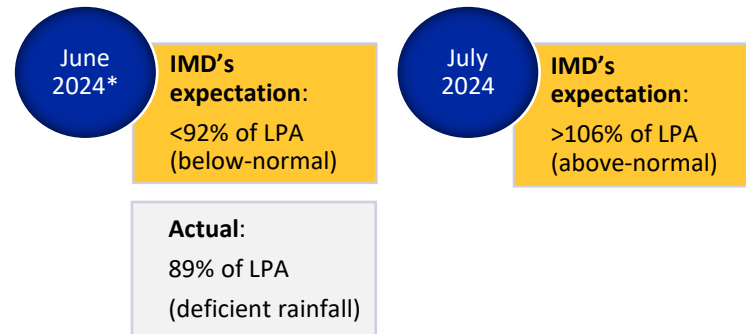 June
2024*
IMD’s
expectation:
<92% of LPA
(below-normal)
Actual:
89% of LPA
(deficient rainfall)
July
2024
IMD’s
expectation:
>106% of LPA
(above-normal)